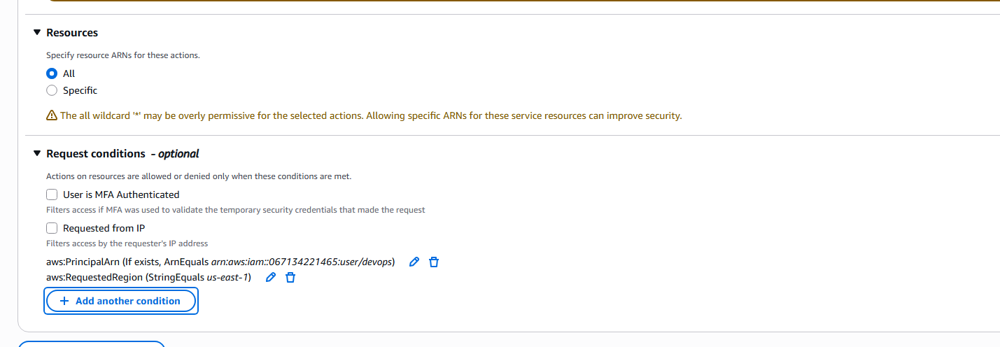 Resources
Specify resource ARNs for these actions.
All
Specific
The all wildcard '*' may be overly permissive for the selected actions. Allowing specific ARNs for these service resources can improve security.
Request conditions - optional
Actions on resources are allowed or denied only when these conditions are met.
User is MFA Authenticated
Filters access if MFA was used to validate the temporary security credentials that made the request
Requested from IP
Filters access by the requester's IP address
aws:PrincipalArn (If exists, ArnEquals arn:aws:iam::067134221465:user/devops)
aws:RequestedRegion (StringEquals us-east-1)
+ Add another condition